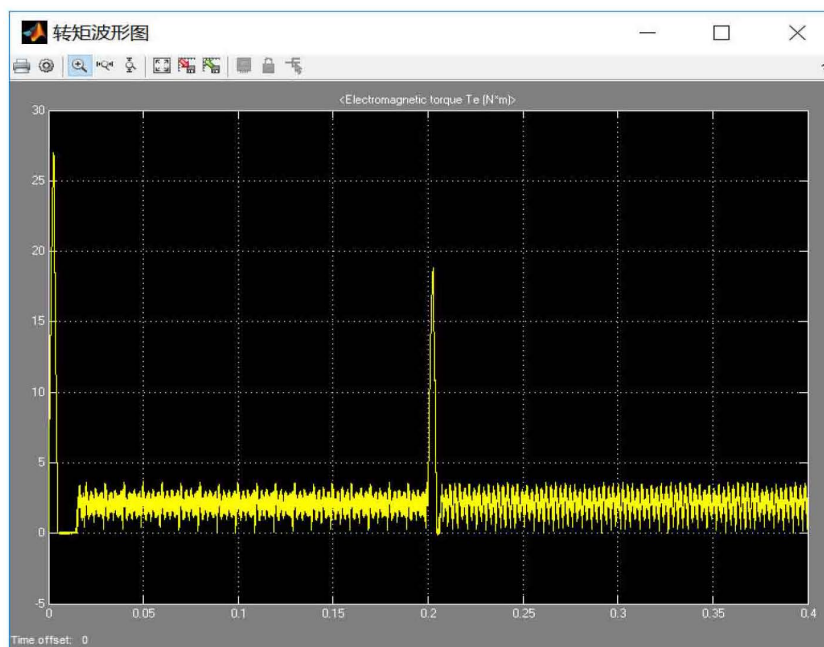 转矩波形图
<Electromagnetic torque Te (N*m)>
30
25
20
15
10
5
0
-5
0 0.05 0.1 0.15 0.2 0.25 0.3 0.35 0.4
Time offset: 0